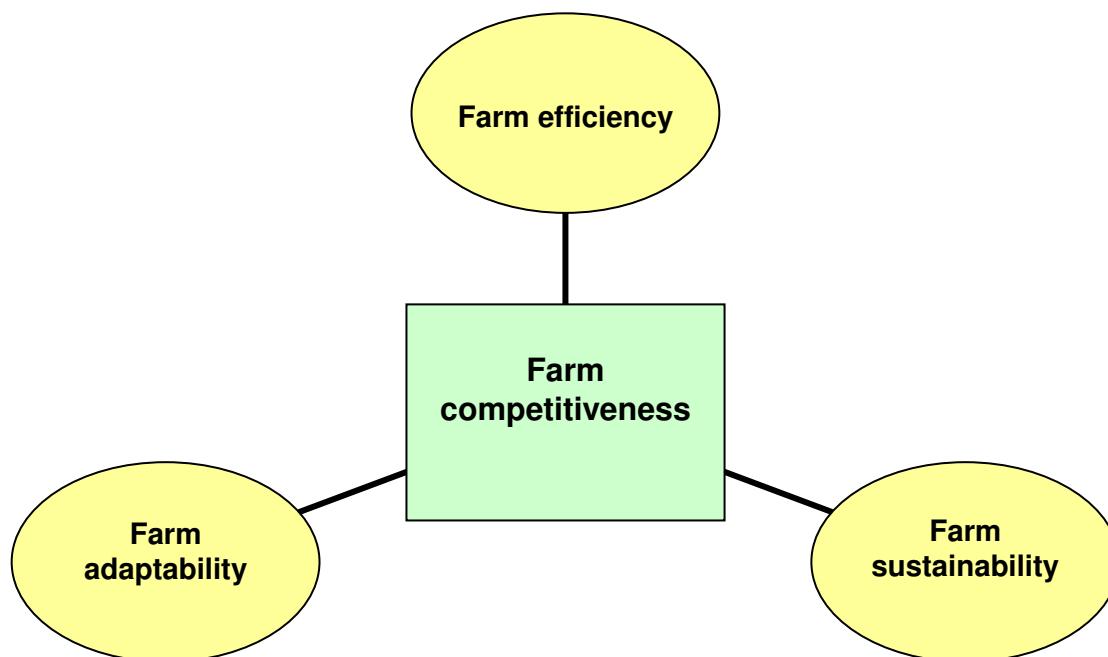 Farm efficiency
Farm
competitiveness
Farm
adaptability
Farm
sustainability